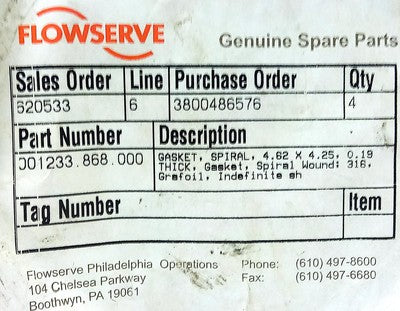 FLOWSERVE
Genuine Spare Parts
Sales Order Line Purchase Order Qty
620533 6 3800486576 4
Part Number Description
001233.868.000 GASKET, SPIRAL, 4.62 X 4.25, 0.19
THICK, Gasket, Spiral Wound: 316,
Grafoil, Indefinite sh
Tag Number Item
Flowserve Philadelphia Operations Phone: (610) 497-8600
104 Chelsea Parkway Fax: (610) 497-6680
Boothwyn, PA 19061